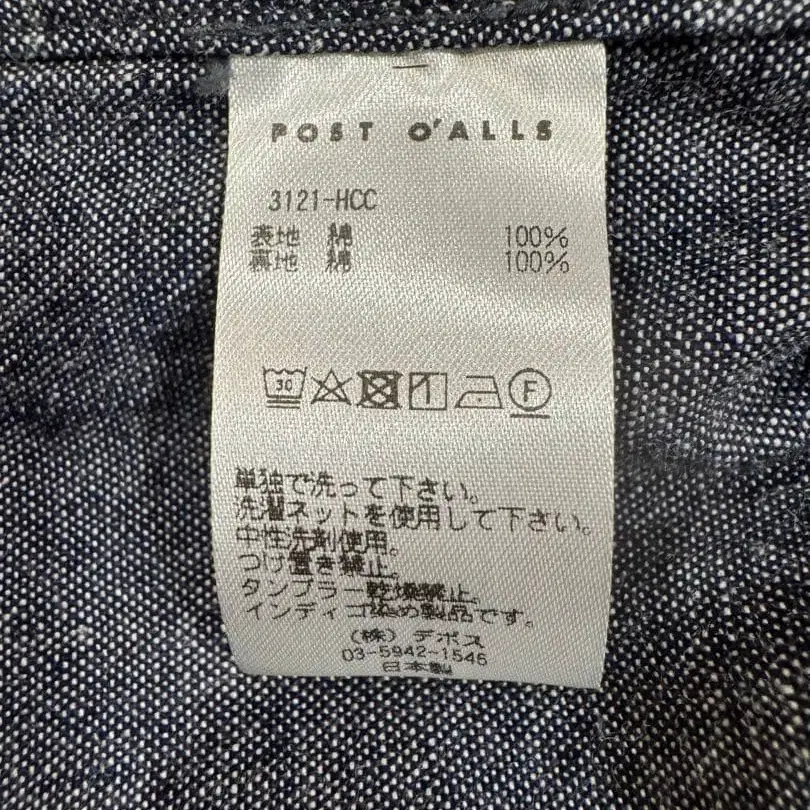 POST O'ALLS
3121-HCC
表地 綿 100%
裏地 綿 100%
30 F
単独で洗って下さい。
洗濯ネットを使用して下さい。
中性洗剤使用。
つけ置き禁止。
タンブラー乾燥禁止。
インディゴ染め製品です。
(株)デポス
03-5942-1546
日本製